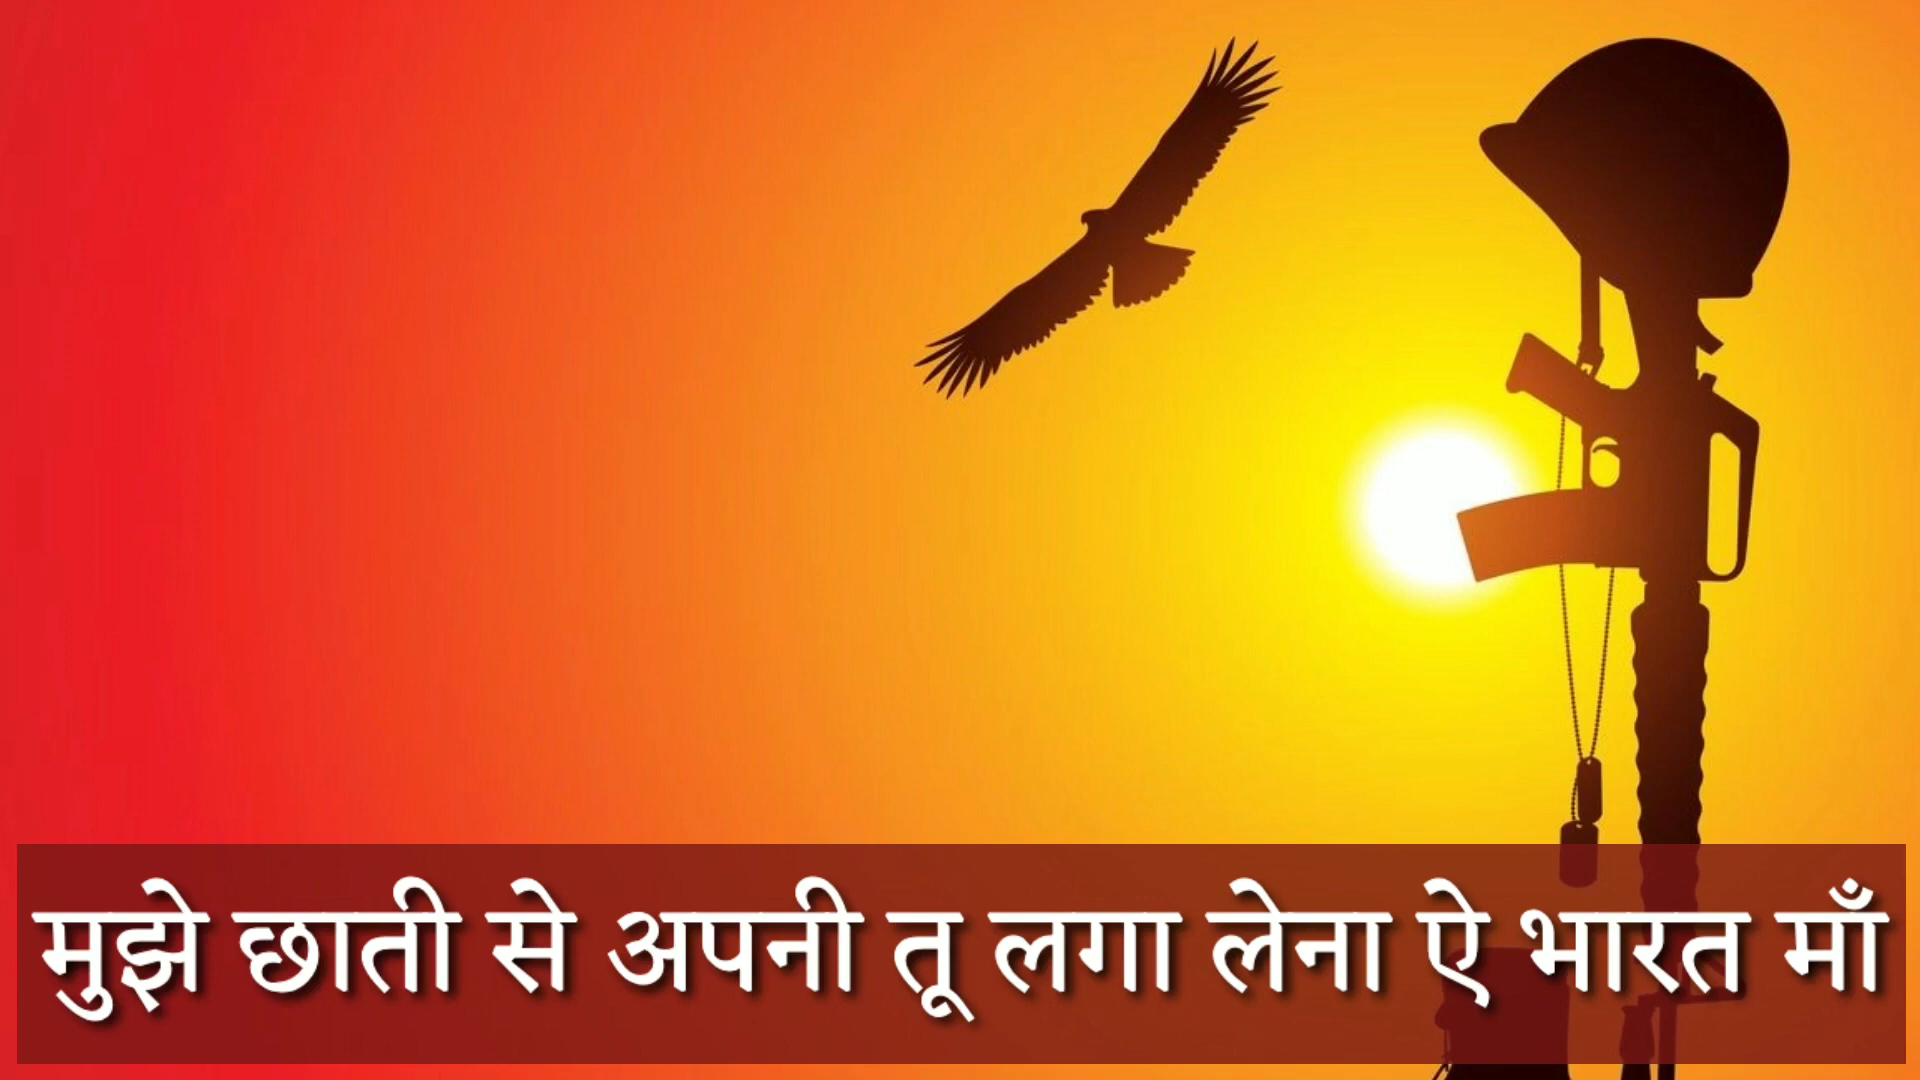 मुझे छाती से अपनी तू लगा लेना ऐ भारत माँ